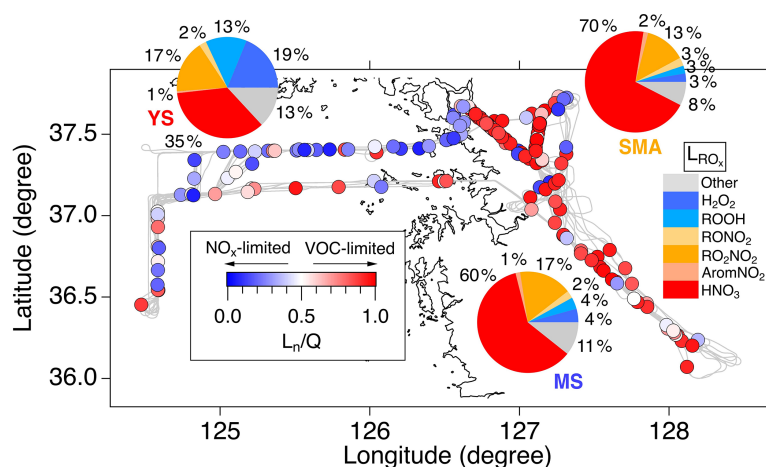 70% 2% 13% 3% 3% 3% 8%
SMA
2% 13% 19% 13% 35% 1% 17%
YS
37.5
37.0
36.5
36.0
Latitude (degree)
L_ROx
Other
H₂O₂
ROOH
RONO₂
RO₂NO₂
AromNO₂
HNO₃
NOₓ-limited VOC-limited
0.0 0.5 1.0
Lₙ/Q
60% 1% 17% 2% 4% 4% 11%
MS
125 126 127 128
Longitude (degree)